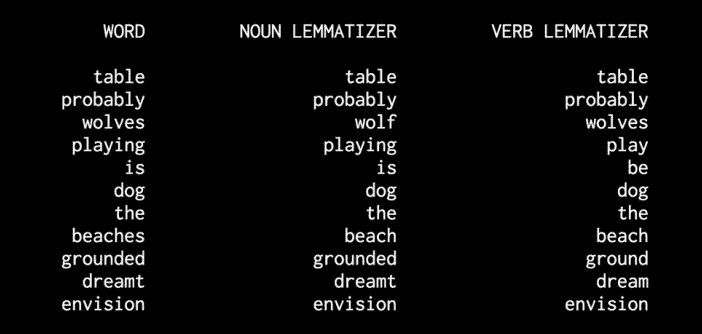 WORD NOUN LEMMATIZER VERB LEMMATIZER
table table table
probably probably probably
wolves wolf wolves
playing playing play
is is be
dog dog dog
the the the
beaches beach beach
grounded grounded ground
dreamt dreamt dream
envision envision envision